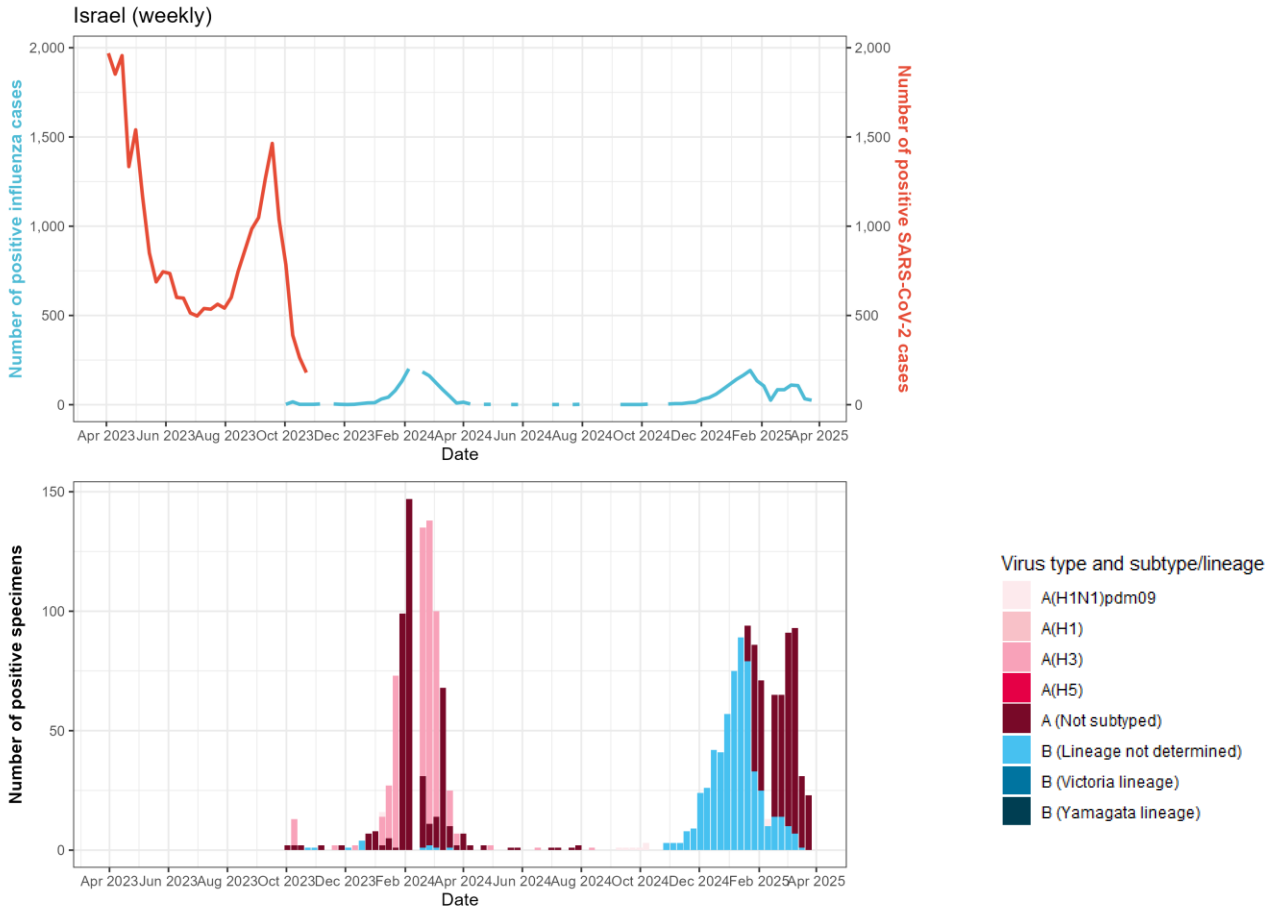 Israel (weekly)
2,000
1,500
1,000
500
0
Number of positive influenza cases
2,000
1,500
1,000
500
0
Number of positive SARS-CoV-2 cases
Apr 2023 Jun 2023 Aug 2023 Oct 2023 Dec 2023 Feb 2024 Apr 2024 Jun 2024 Aug 2024 Oct 2024 Dec 2024 Feb 2025 Apr 2025
Date
150
100
50
0
Number of positive specimens
Apr 2023 Jun 2023 Aug 2023 Oct 2023 Dec 2023 Feb 2024 Apr 2024 Jun 2024 Aug 2024 Oct 2024 Dec 2024 Feb 2025 Apr 2025
Date
Virus type and subtype/lineage
A(H1N1)pdm09
A(H1)
A(H3)
A(H5)
A (Not subtyped)
B (Lineage not determined)
B (Victoria lineage)
B (Yamagata lineage)